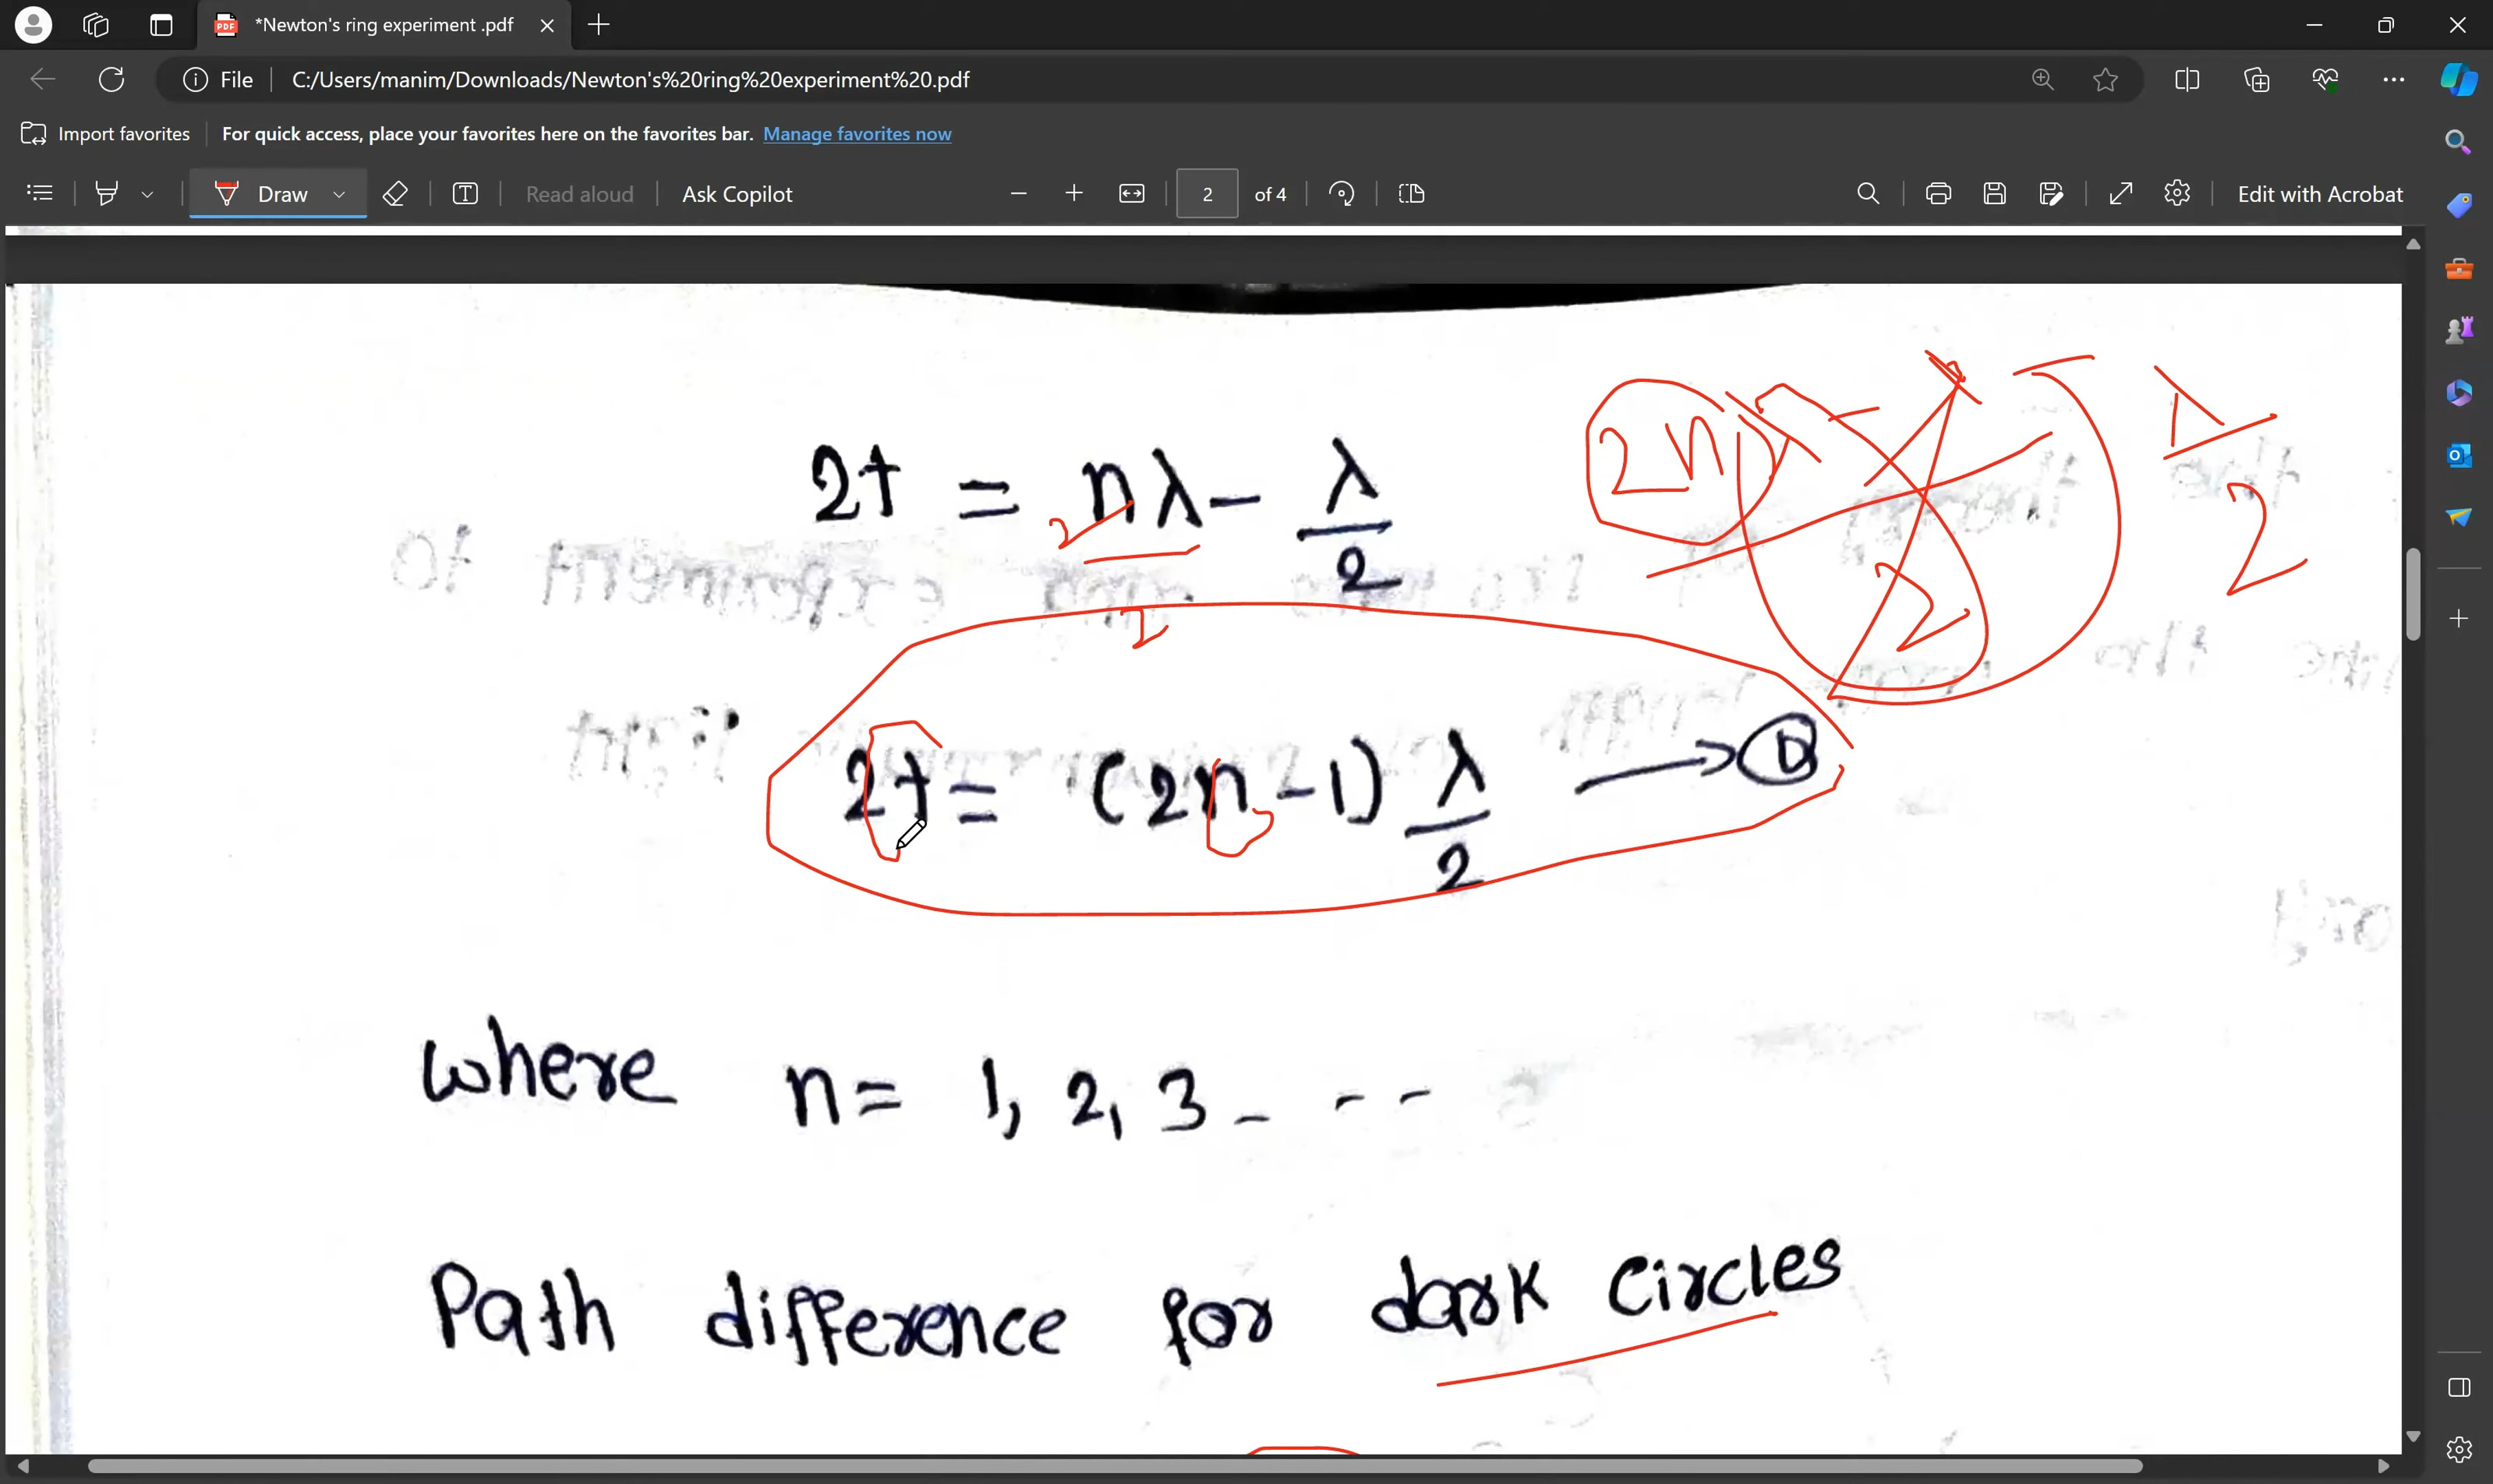 *Newton's ring experiment .pdf
File C:/Users/manim/Downloads/Newton's%20ring%20experiment%20.pdf
Import favorites For quick access, place your favorites here on the favorites bar. Manage favorites now
Draw Read aloud Ask Copilot 2 of 4 Edit with Acrobat
2t = nλ - λ/2
2t = (2n-1) λ/2 → b
where n = 1, 2, 3 - - -
Path difference for dark circles